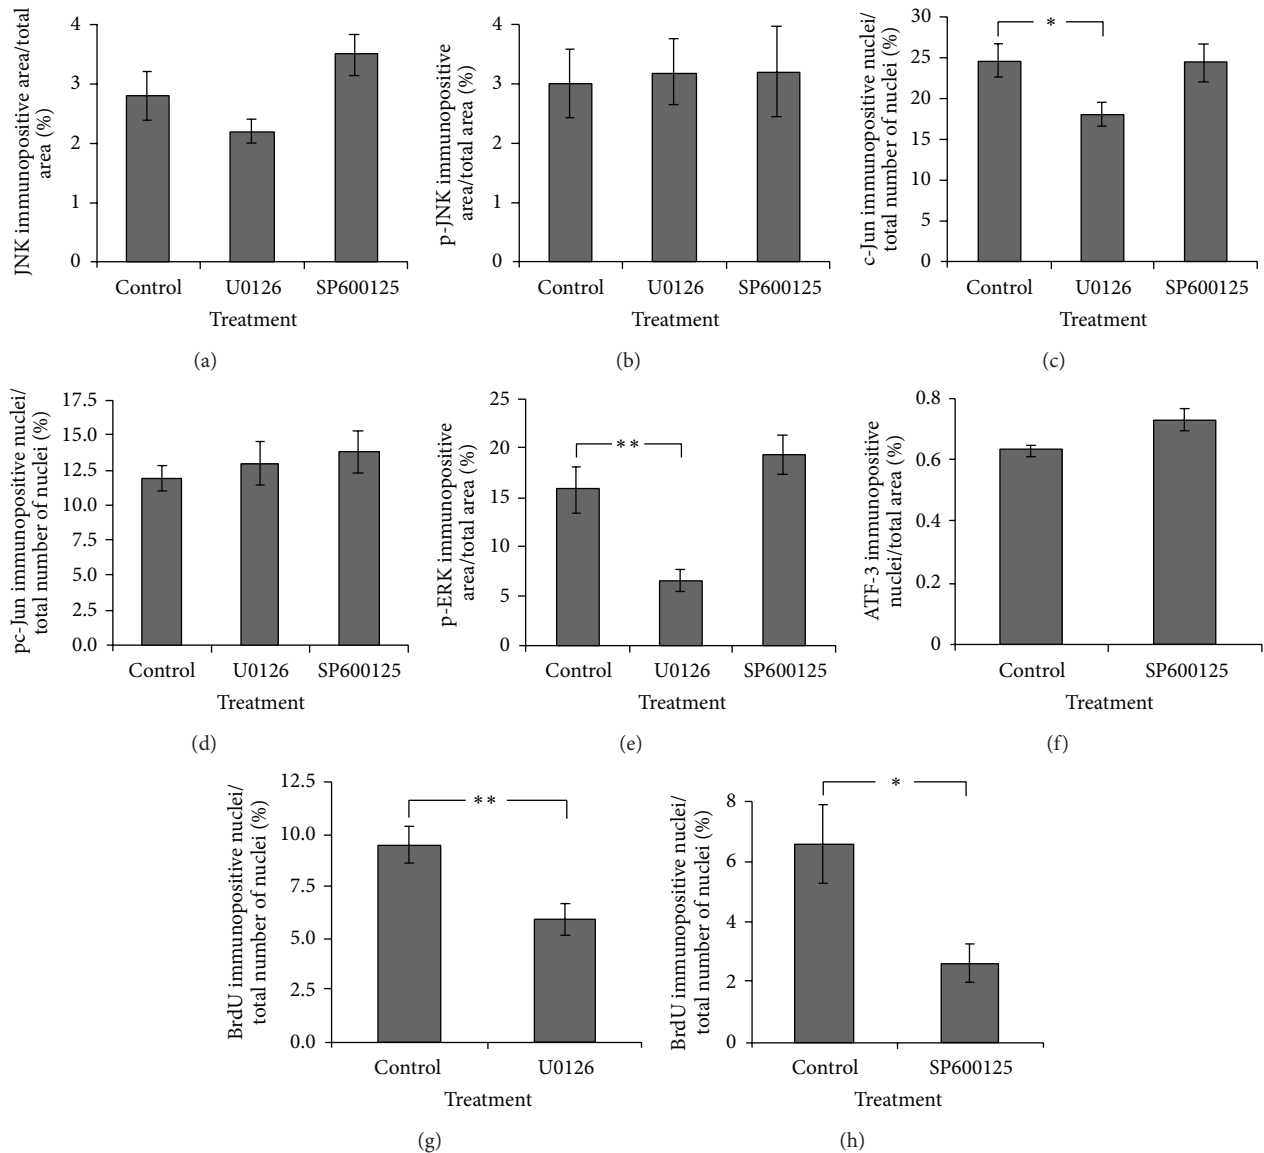 JNK immunopositive area/total
area (%)
4
3
2
1
0
Control U0126 SP600125
Treatment
(a)
p-JNK immunopositive
area/total area (%)
4
3
2
1
0
Control U0126 SP600125
Treatment
(b)
c-Jun immunopositive nuclei/
total number of nuclei (%)
30
25
20
15
10
5
0
*
Control U0126 SP600125
Treatment
(c)
pc-Jun immunopositive nuclei/
total number of nuclei (%)
17.5
15.0
12.5
10.0
7.5
5.0
2.5
0.0
Control U0126 SP600125
Treatment
(d)
p-ERK immunopositive
area/total area (%)
25
20
15
10
5
0
**
Control U0126 SP600125
Treatment
(e)
ATF-3 immunopositive
nuclei/total area (%)
0.8
0.6
0.4
0.2
0
Control SP600125
Treatment
(f)
BrdU immunopositive nuclei/
total number of nuclei (%)
12.5
10.0
7.5
5.0
2.5
0.0
**
Control U0126
Treatment
(g)
BrdU immunopositive nuclei/
total number of nuclei (%)
8
6
4
2
0
*
Control SP600125
Treatment
(h)